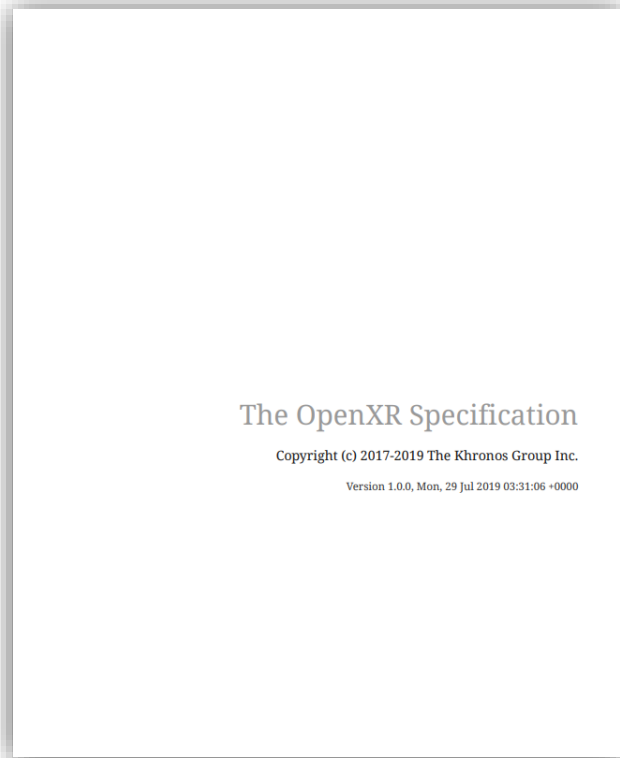 The OpenXR Specification
Copyright (c) 2017-2019 The Khronos Group Inc.
Version 1.0.0, Mon, 29 Jul 2019 03:31:06 +0000